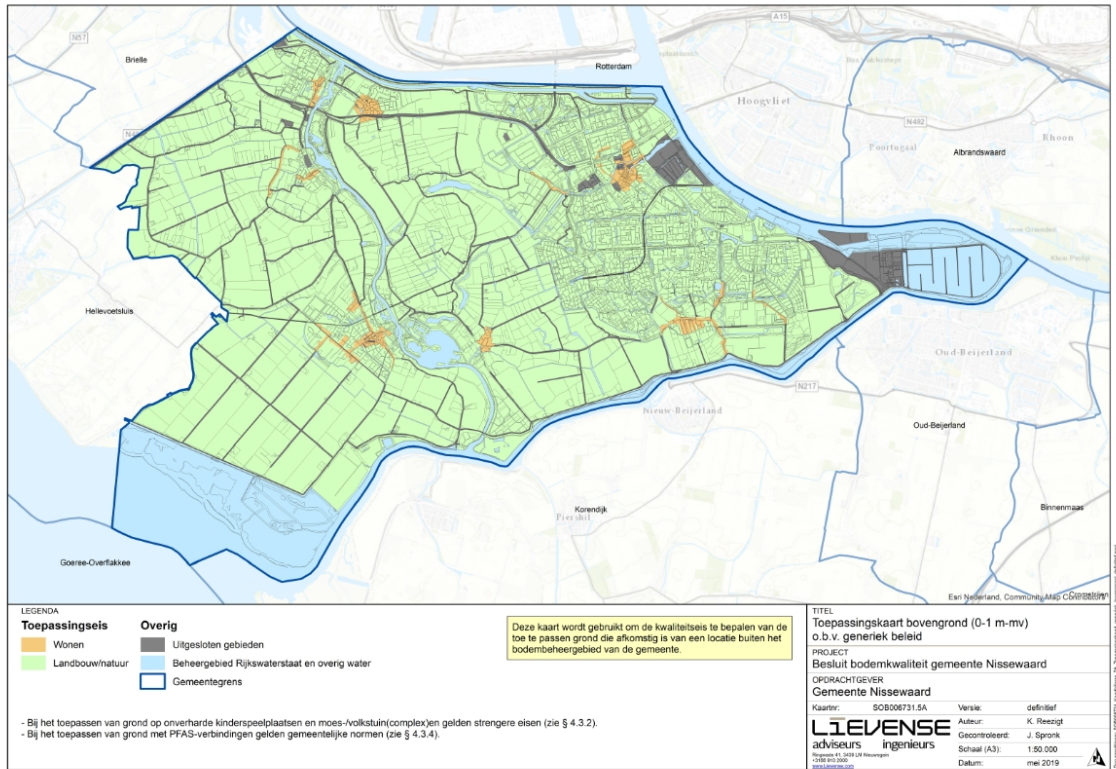 A15
N57
Brielle
Rotterdam
Hoogvliet
N492
Rhoon
Poortugaal
Albrandswaard
Hellevoetsluis
Oud-Beijerland
N217
Nieuw-Beijerland
Oud-Beijerland
Korendijk
Piershil
Binnenmaas
Goeree-Overflakkee
Esri Nederland, Community Map Contributors
Cromstrijen
LEGENDA
Toepassingseis
Wonen
Landbouw/natuur
Overig
Uitgesloten gebieden
Beheergebied Rijkswaterstaat en overig water
Gemeentegrens
Deze kaart wordt gebruikt om de kwaliteitseis te bepalen van de
toe te passen grond die afkomstig is van een locatie buiten het
bodembeheergebied van de gemeente.
- Bij het toepassen van grond op onverharde kinderspeelplaatsen en moes-/volkstuin(complex)en gelden strengere eisen (zie § 4.3.2).
- Bij het toepassen van grond met PFAS-verbindingen gelden gemeentelijke normen (zie § 4.3.4).
TITEL
Toepassingskaart bovengrond (0-1 m-mv)
o.b.v. generiek beleid
PROJECT
Besluit bodemkwaliteit gemeente Nissewaard
OPDRACHTGEVER
Gemeente Nissewaard
Kaartnr: SOB006731.5A
Versie: definitief
LIEVENSE
adviseurs ingenieurs
Auteur: K. Reezigt
Gecontroleerd: J. Spronk
Schaal (A3): 1:50.000
Datum: mei 2019
+3188 910 2000
www.Lievense.com